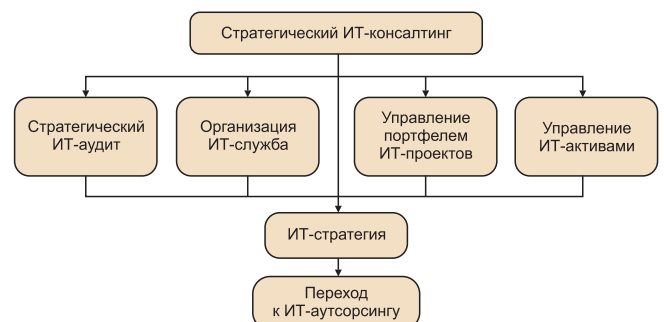 Стратегический ИТ-консалтинг
Стратегический
ИТ-аудит
Организация
ИТ-служба
Управление
портфелем
ИТ-проектов
Управление
ИТ-активами
ИТ-стратегия
Переход
к ИТ-аутсорсингу